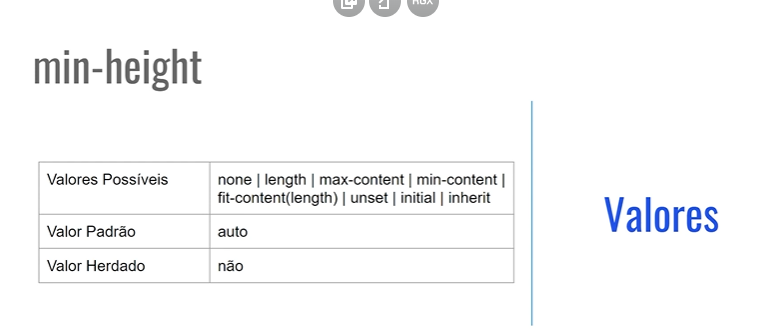 min-height
Valores Possíveis
none | length | max-content | min-content |
fit-content(length) | unset | initial | inherit
Valor Padrão
auto
Valor Herdado
não
Valores